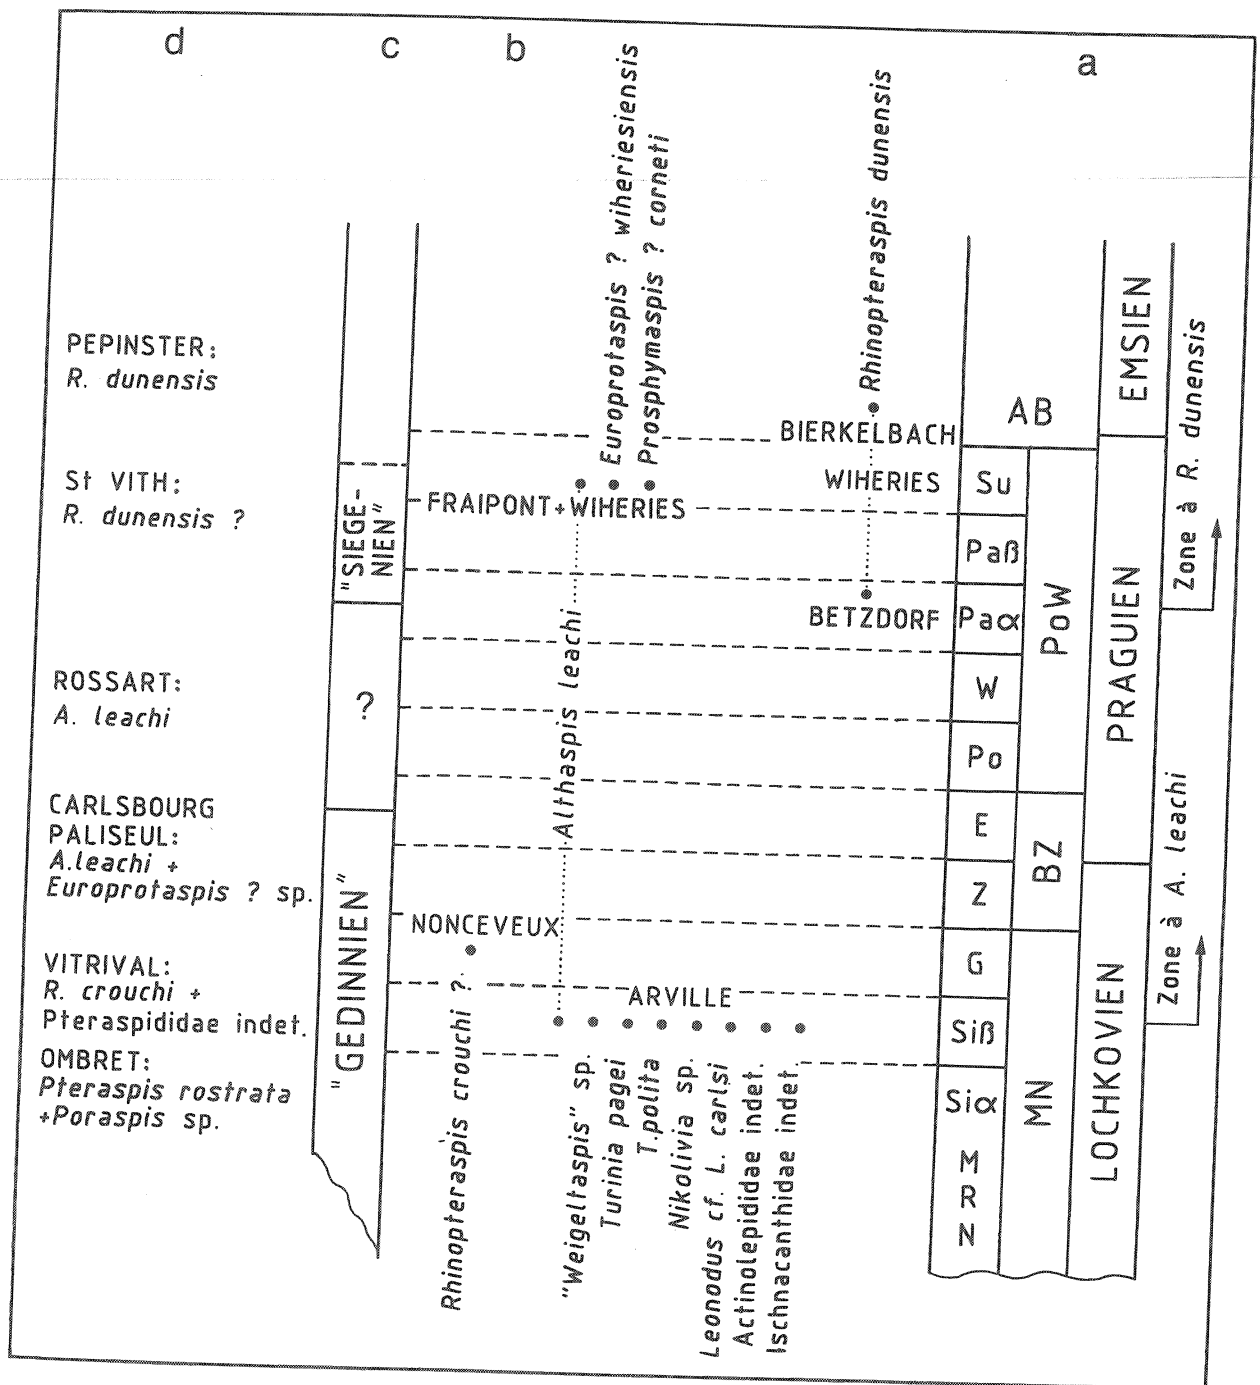 d
c
b
a
PEPINSTER:
R. dunensis
St VITH:
R. dunensis ?
ROSSART:
A. leachi
CARLSBOURG
PALISEUL:
A.leachi +
Europrotaspis ? sp.
VITRIVAL:
R. crouchi +
Pteraspididae indet.
OMBRET:
Pteraspis rostrata
+Poraspis sp.
"SIEGE-
NIEN"
?
"GEDINNIEN"
Europrotaspis ? wiheriesiensis
Prosphymaspis ? corneti
Rhinopteraspis dunensis
BIERKELBACH
WIHERIES
FRAIPONT+WIHERIES
BETZDORF
Althaspis leachi
NONCEVEUX
ARVILLE
Rhinopteraspis crouchi ?
"Weigeltaspis" sp.
Turinia pagei
T.polita
Nikolivia sp.
Leonodus cf. L. carlsi
Actinolepididae indet.
Ischnacanthidae indet.
AB
Su
Paß
Paα
W
Po
E
Z
G
Siß
Siα
M
R
N
PoW
BZ
MN
EMSIEN
PRAGUIEN
LOCHKOVIEN
Zone à R. dunensis
Zone à A. leachi